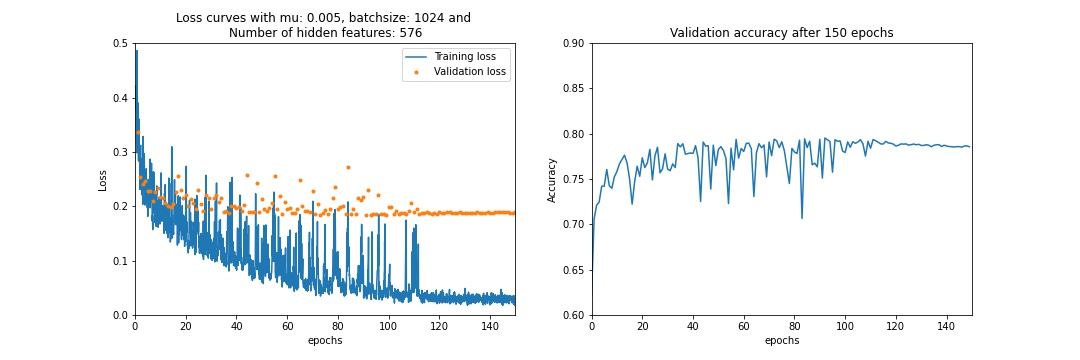 Loss curves with mu: 0.005, batchsize: 1024 and
Number of hidden features: 576
0.5
0.4
0.3
0.2
0.1
0.0
Loss
0 20 40 60 80 100 120 140
epochs
Training loss
Validation loss
Validation accuracy after 150 epochs
0.90
0.85
0.80
0.75
0.70
0.65
0.60
Accuracy
0 20 40 60 80 100 120 140
epochs